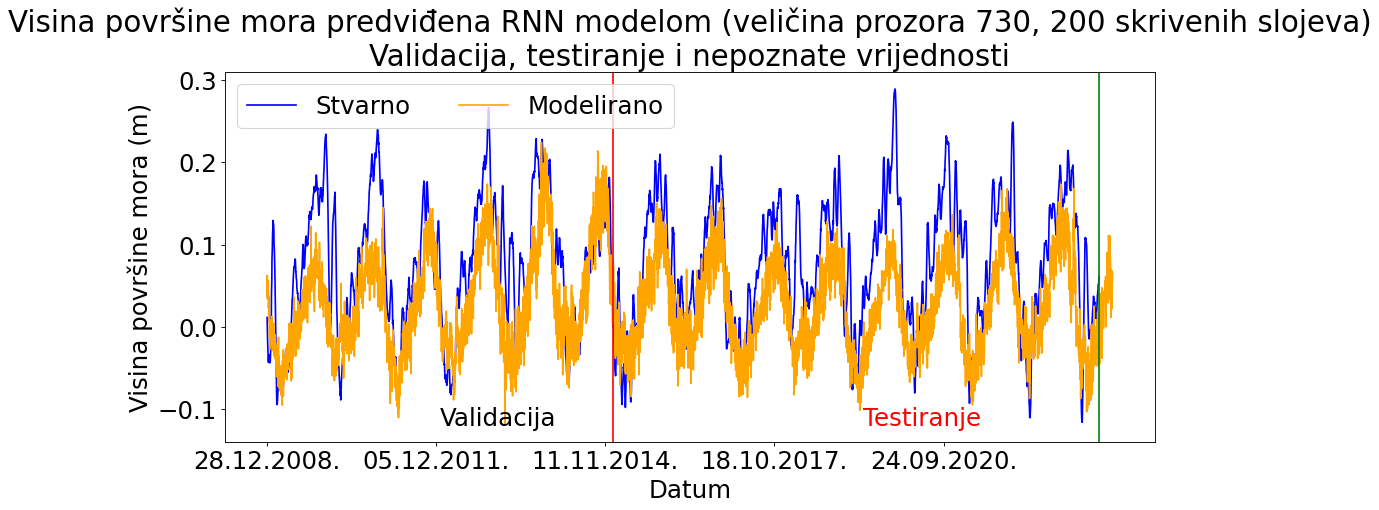 Visina površine mora predviđena RNN modelom (veličina prozora 730, 200 skrivenih slojeva)
Validacija, testiranje i nepoznate vrijednosti
Stvarno
Modelirano
Visina površine mora (m)
0.3
0.2
0.1
0.0
−0.1
Validacija
Testiranje
28.12.2008.
05.12.2011.
11.11.2014.
18.10.2017.
24.09.2020.
Datum